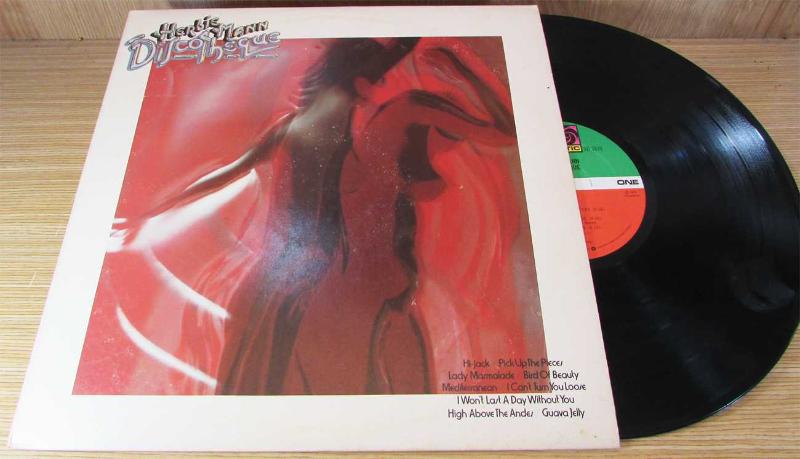 Herbie Mann
Discotheque
Hi-Jack Pick Up The Pieces
Lady Marmalade Bird Of Beauty
Mediterranean I Can't Turn You Loose
I Won't Last A Day Without You
High Above The Andes Guava Jelly
ONE